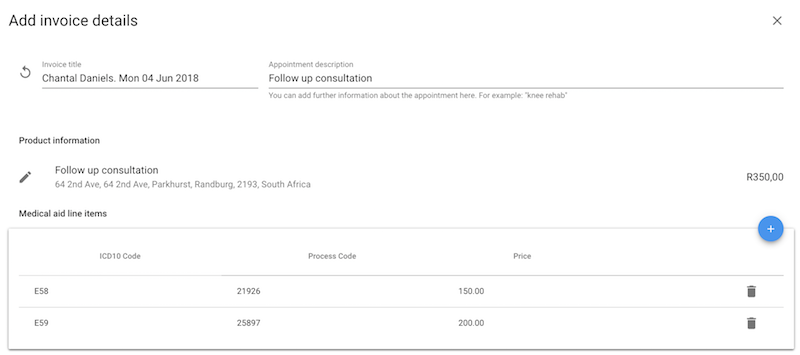 Add invoice details
Invoice title
Chantal Daniels. Mon 04 Jun 2018
Appointment description
Follow up consultation
You can add further information about the appointment here. For example: "knee rehab"
Product information
Follow up consultation
R350,00
64 2nd Ave, 64 2nd Ave, Parkhurst, Randburg, 2193, South Africa
Medical aid line items
ICD10 Code Process Code Price
E58 21926 150.00
E59 25897 200.00